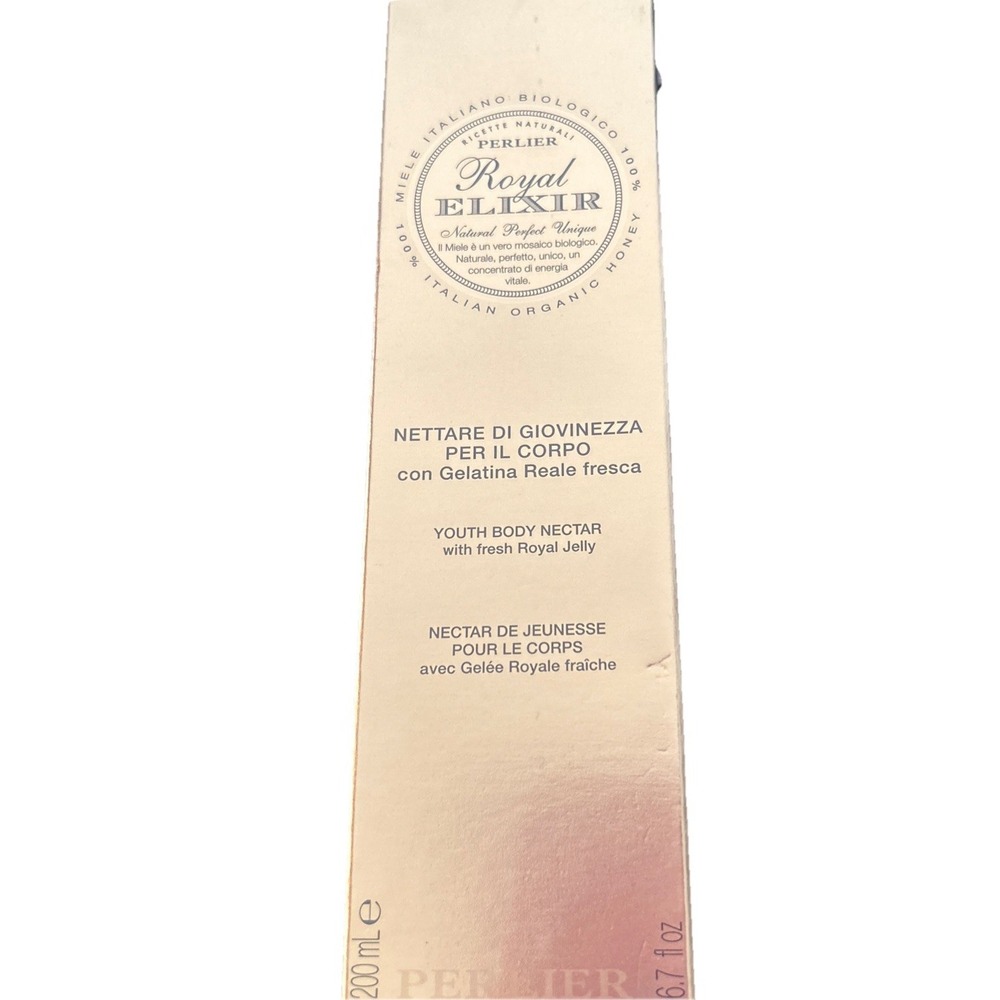 MIELE ITALIANO BIOLOGICO 100%
RICETTE NATURALI
PERLIER
Royal
ELIXIR
Natural Perfect Unique
Il Miele è un vero mosaico biologico.
Naturale, perfetto, unico, un
concentrato di energia
vitale.
100% ITALIAN ORGANIC HONEY
NETTARE DI GIOVINEZZA
PER IL CORPO
con Gelatina Reale fresca
YOUTH BODY NECTAR
with fresh Royal Jelly
NECTAR DE JEUNESSE
POUR LE CORPS
avec Gelée Royale fraîche
200 mL e
6.7 fl oz
PERLIER